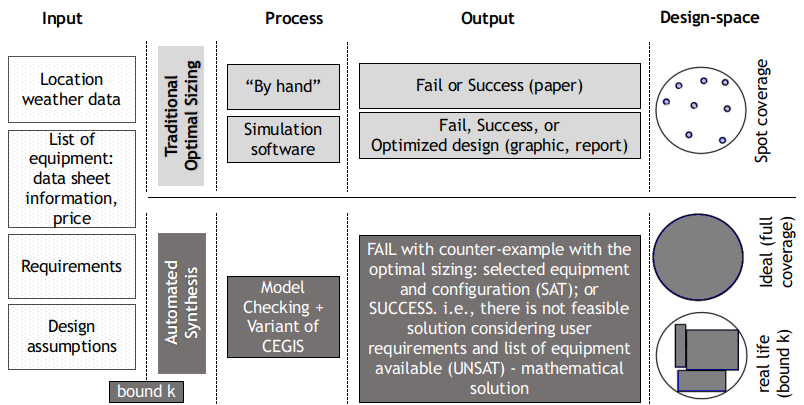 Input
Process
Output
Design-space
Location
weather data
List of
equipment:
data sheet
information,
price
Requirements
Design
assumptions
bound k
Traditional
Optimal Sizing
“By hand”
Simulation
software
Fail or Success (paper)
Fail, Success, or
Optimized design (graphic, report)
Spot coverage
Automated
Synthesis
Model
Checking +
Variant of
CEGIS
FAIL with counter-example with the
optimal sizing: selected equipment
and configuration (SAT); or
SUCCESS. i.e., there is not feasible
solution considering user
requirements and list of equipment
available (UNSAT) - mathematical
solution
Ideal (full
coverage)
real life
(bound k)